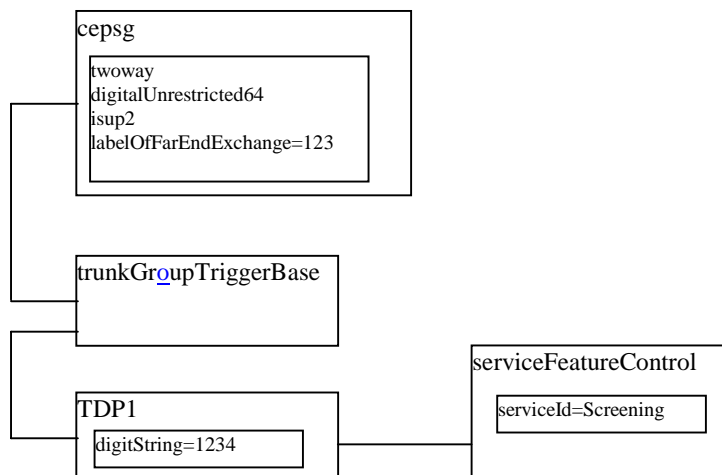 cepsg
twoway
digitalUnrestricted64
isup2
labelOfFarEndExchange=123
trunkGroupTriggerBase
serviceFeatureControl
serviceId=Screening
TDP1
digitString=1234